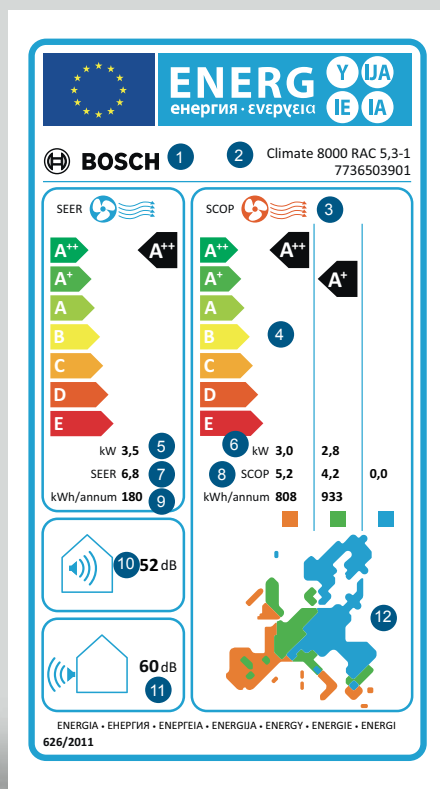 ENERG
енергия · ενεργεια
Y IJA
IE IA
BOSCH 1
2 Climate 8000 RAC 5,3-1
7736503901
SEER
SCOP 3
A++ A++
A+
A
B
C
D
E
A++ A++
A+ A+
A
B 4
C
D
E
kW 3,5 5
SEER 6,8 7
kWh/annum 180 9
6 kW 3,0 2,8
8 SCOP 5,2 4,2 0,0
kWh/annum 808 933
10 52 dB
60 dB
11
12
ENERGIA • ЕНЕРГИЯ • ΕΝΕΡΓΕΙΑ • ENERGIJA • ENERGY • ENERGIE • ENERGI
626/2011